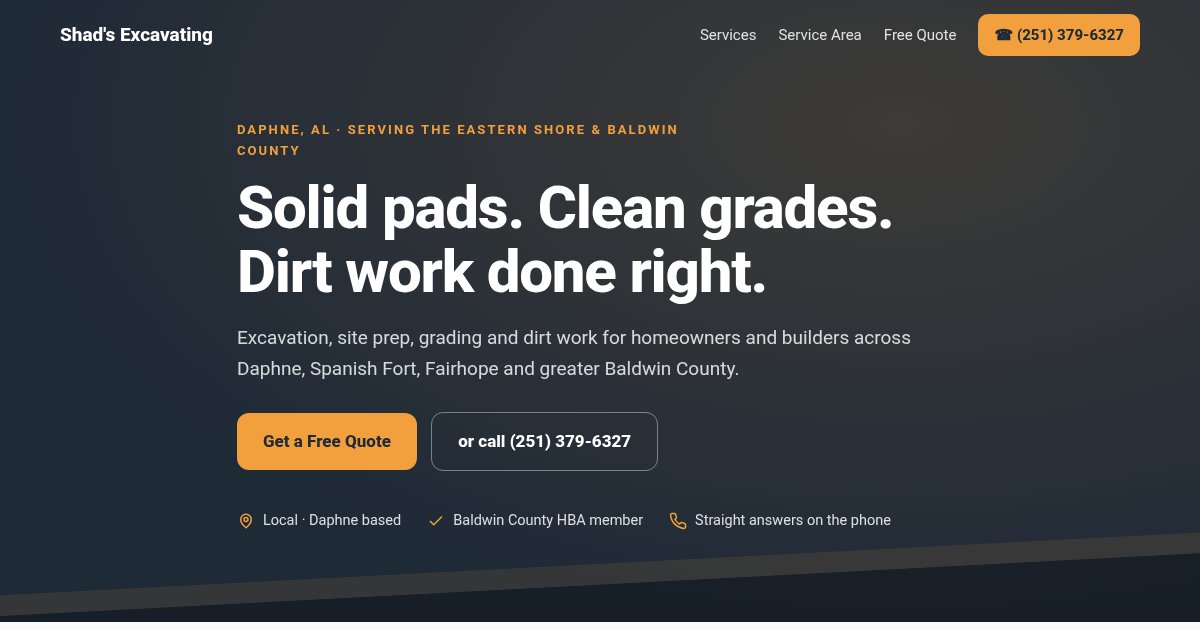 Shad's Excavating
Services
Service Area
Free Quote
☎ (251) 379-6327
DAPHNE, AL · SERVING THE EASTERN SHORE & BALDWIN
COUNTY
Solid pads. Clean grades.
Dirt work done right.
Excavation, site prep, grading and dirt work for homeowners and builders across
Daphne, Spanish Fort, Fairhope and greater Baldwin County.
Get a Free Quote
or call (251) 379-6327
Local · Daphne based
Baldwin County HBA member
Straight answers on the phone